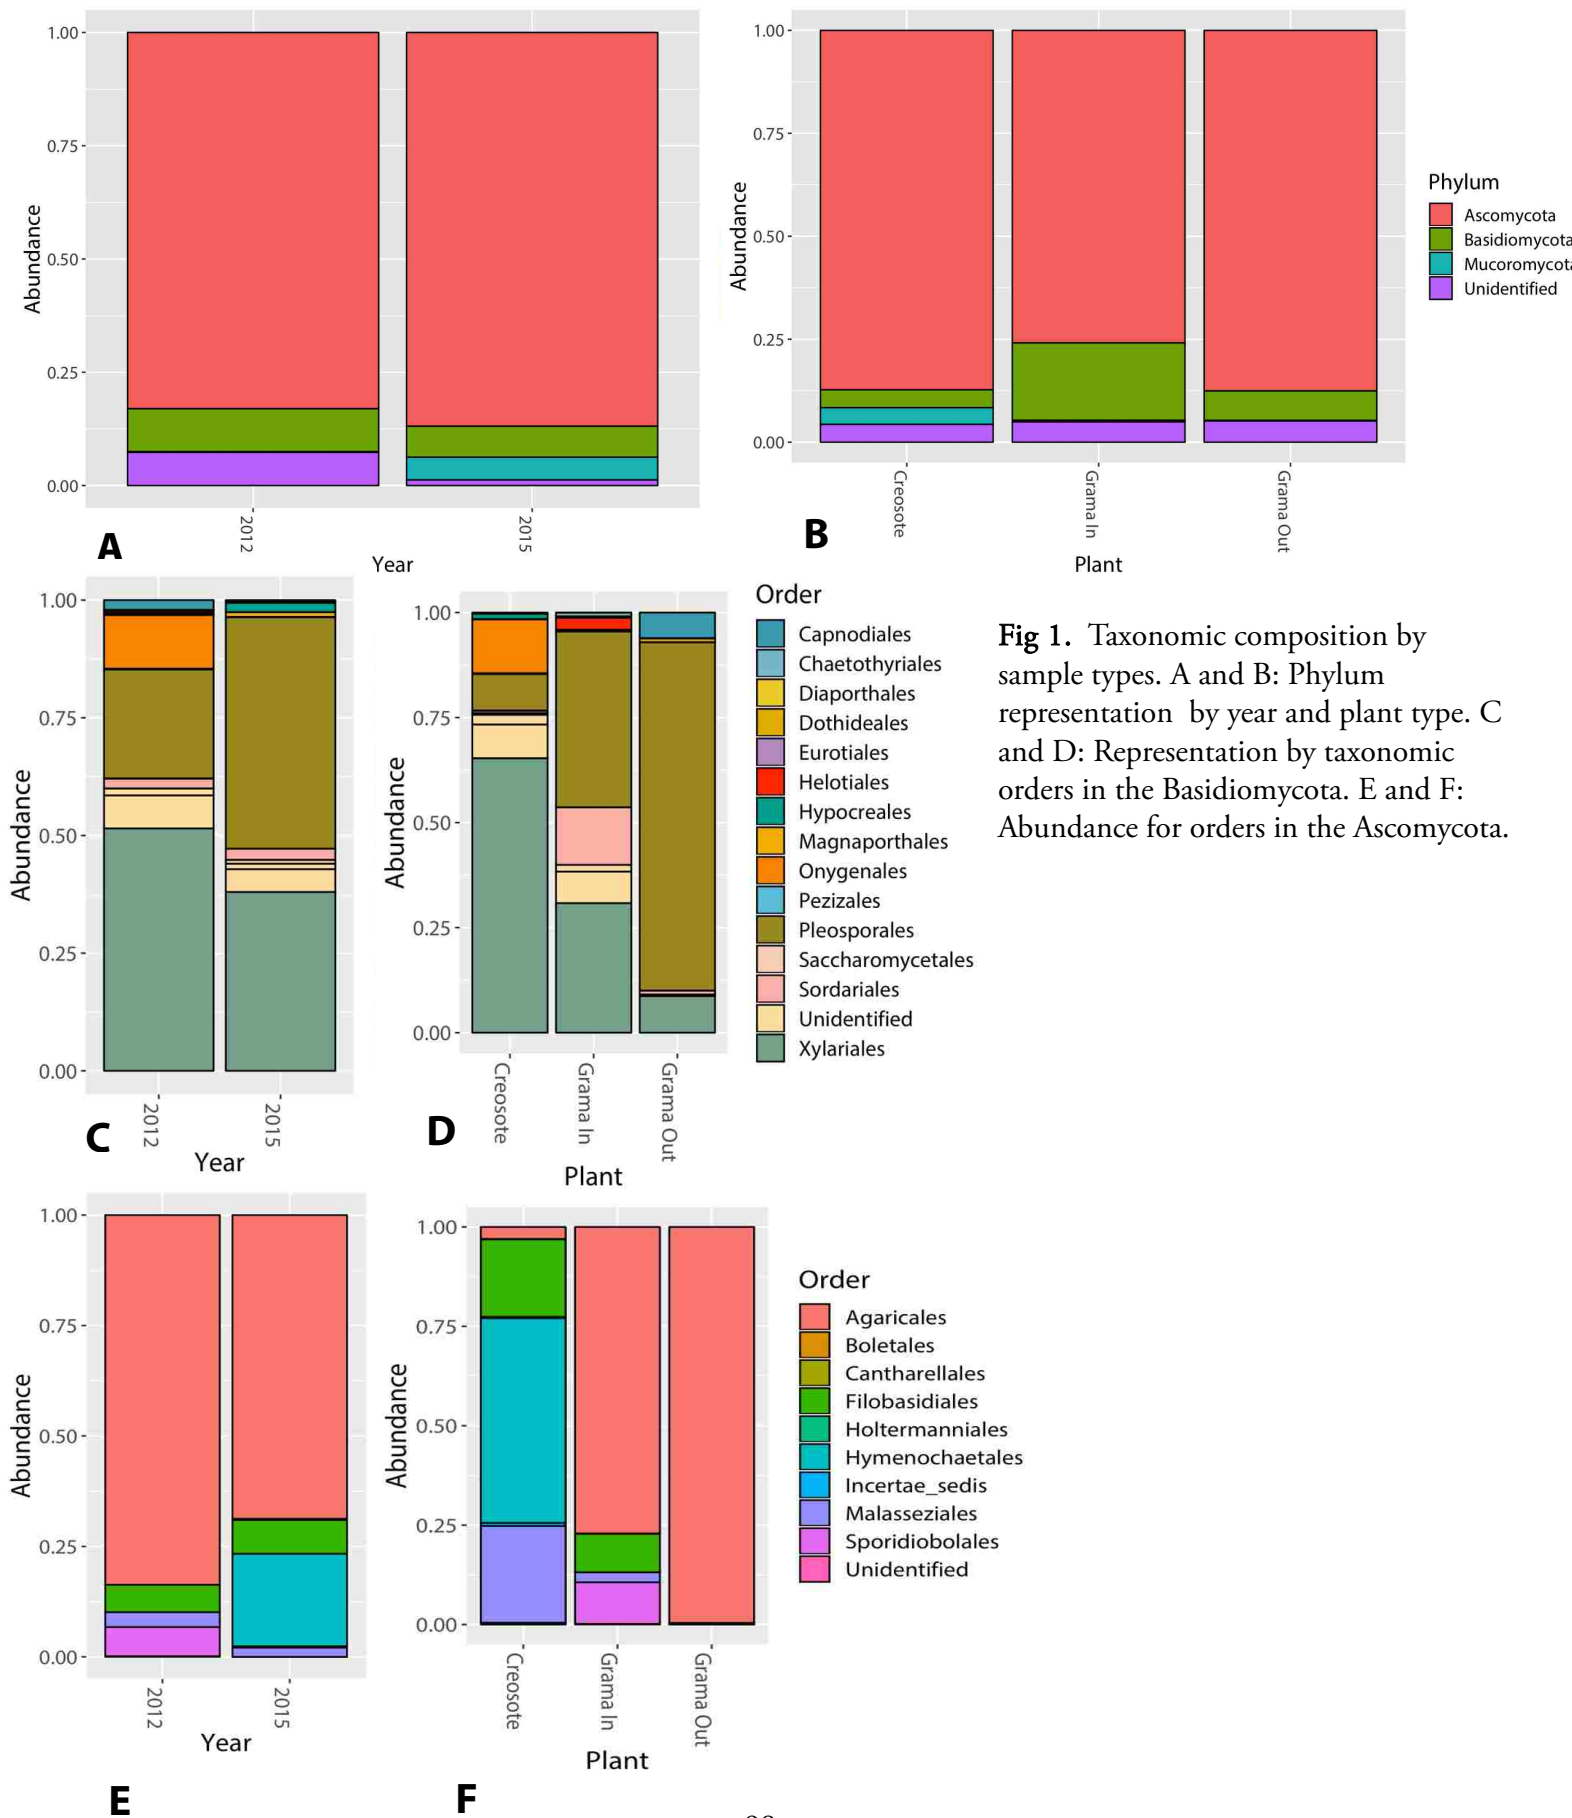 1.00
0.75
0.50
0.25
0.00
Abundance
2012
2015
Year
A
1.00
0.75
0.50
0.25
0.00
Abundance
Creosote
Grama In
Grama Out
Plant
B
Phylum
Ascomycota
Basidiomycota
Mucoromycota
Unidentified
1.00
0.75
0.50
0.25
0.00
Abundance
2012
2015
Year
C
1.00
0.75
0.50
0.25
0.00
Abundance
Creosote
Grama In
Grama Out
Plant
D
Order
Capnodiales
Chaetothyriales
Diaporthales
Dothideales
Eurotiales
Helotiales
Hypocreales
Magnaporthales
Onygenales
Pezizales
Pleosporales
Saccharomycetales
Sordariales
Unidentified
Xylariales
Fig 1. Taxonomic composition by
sample types. A and B: Phylum
representation by year and plant type. C
and D: Representation by taxonomic
orders in the Basidiomycota. E and F:
Abundance for orders in the Ascomycota.
1.00
0.75
0.50
0.25
0.00
Abundance
2012
2015
Year
E
1.00
0.75
0.50
0.25
0.00
Abundance
Creosote
Grama In
Grama Out
Plant
F
Order
Agaricales
Boletales
Cantharellales
Filobasidiales
Holtermanniales
Hymenochaetales
Incertae_sedis
Malasseziales
Sporidiobolales
Unidentified